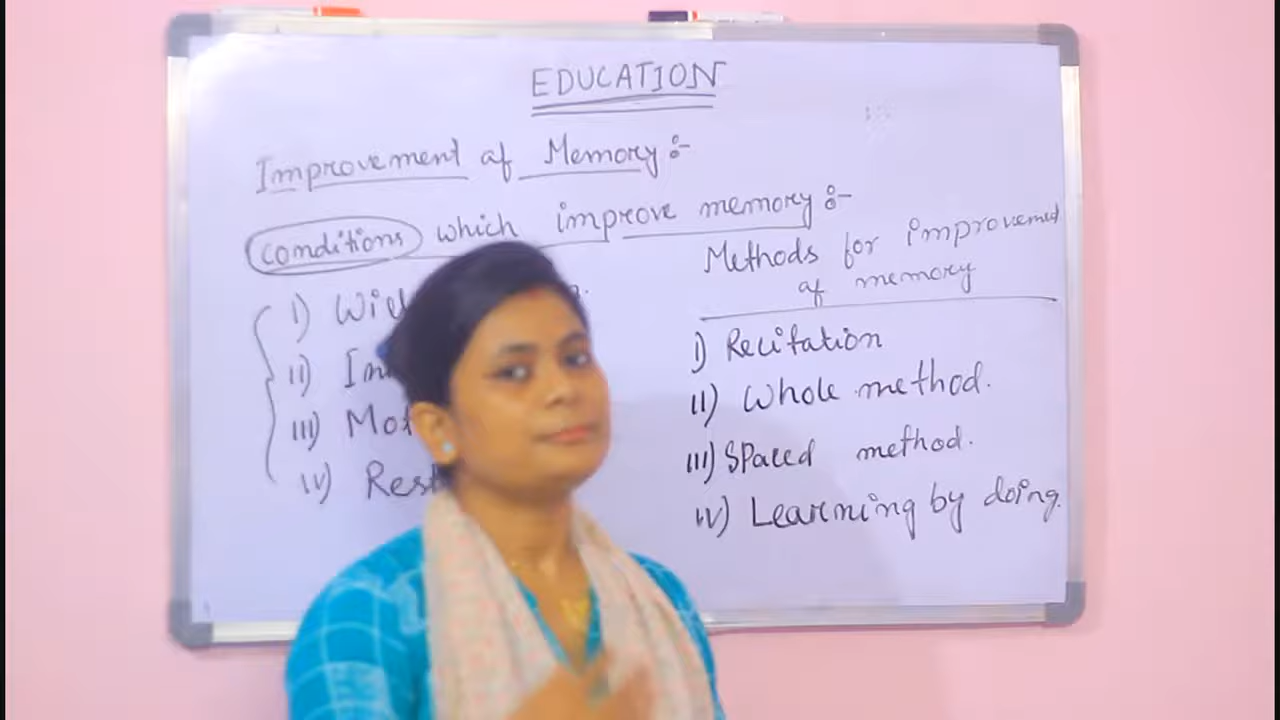 EDUCATION
Improvement of Memory :-
conditions which improve memory :-
I)
II)
III)
IV) Rest
Methods for improvement
of memory
I) Recitation
II) Whole method.
III) Spaced method.
IV) Learning by doing.